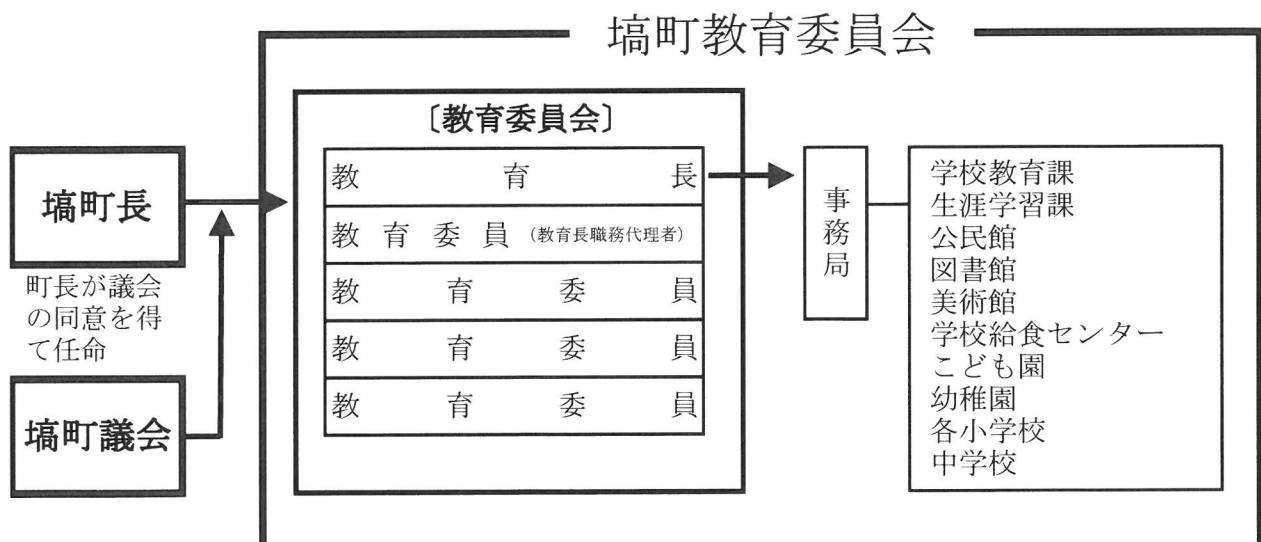 塙町教育委員会
〔教育委員会〕
教育長
教育委員(教育長職務代理者)
教育委員
教育委員
教育委員
塙町長
町長が議会
の同意を得
て任命
塙町議会
事務局
学校教育課
生涯学習課
公民館
図書館
美術館
学校給食センター
こども園
幼稚園
各小学校
中学校